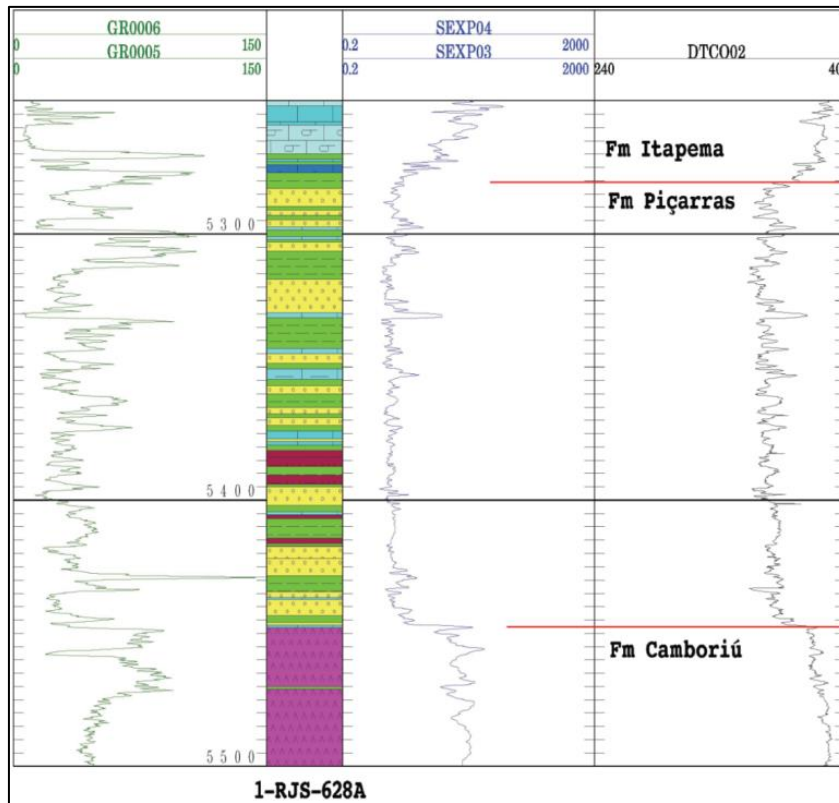 GR0006
0 150
GR0005
0 150
SEXP04
0.2 2000
SEXP03
0.2 2000
DTCO02
240 40
Fm Itapema
Fm Piçarras
5300
5400
Fm Camboriú
5500
1-RJS-628A